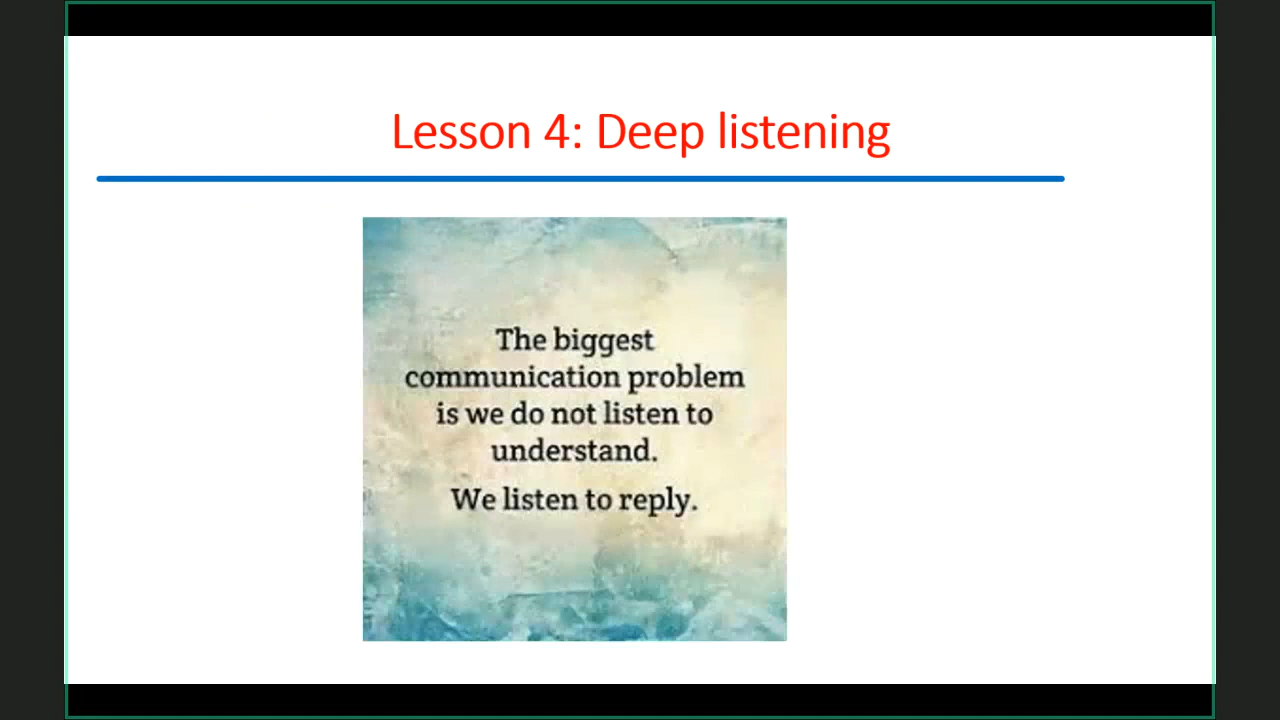 Lesson 4: Deep listening
The biggest
communication problem
is we do not listen to
understand.
We listen to reply.